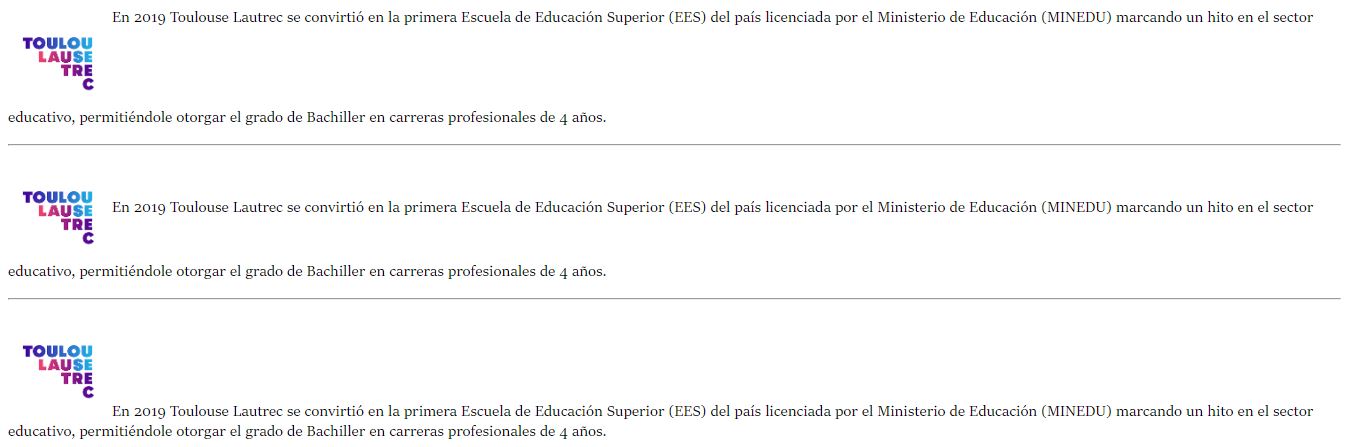 En 2019 Toulouse Lautrec se convirtió en la primera Escuela de Educación Superior (EES) del país licenciada por el Ministerio de Educación (MINEDU) marcando un hito en el sector
TOULOU
LAUSE
TRE
C
educativo, permitiéndole otorgar el grado de Bachiller en carreras profesionales de 4 años.
TOULOU
LAUSE
TRE
C
En 2019 Toulouse Lautrec se convirtió en la primera Escuela de Educación Superior (EES) del país licenciada por el Ministerio de Educación (MINEDU) marcando un hito en el sector
educativo, permitiéndole otorgar el grado de Bachiller en carreras profesionales de 4 años.
TOULOU
LAUSE
TRE
C
En 2019 Toulouse Lautrec se convirtió en la primera Escuela de Educación Superior (EES) del país licenciada por el Ministerio de Educación (MINEDU) marcando un hito en el sector
educativo, permitiéndole otorgar el grado de Bachiller en carreras profesionales de 4 años.